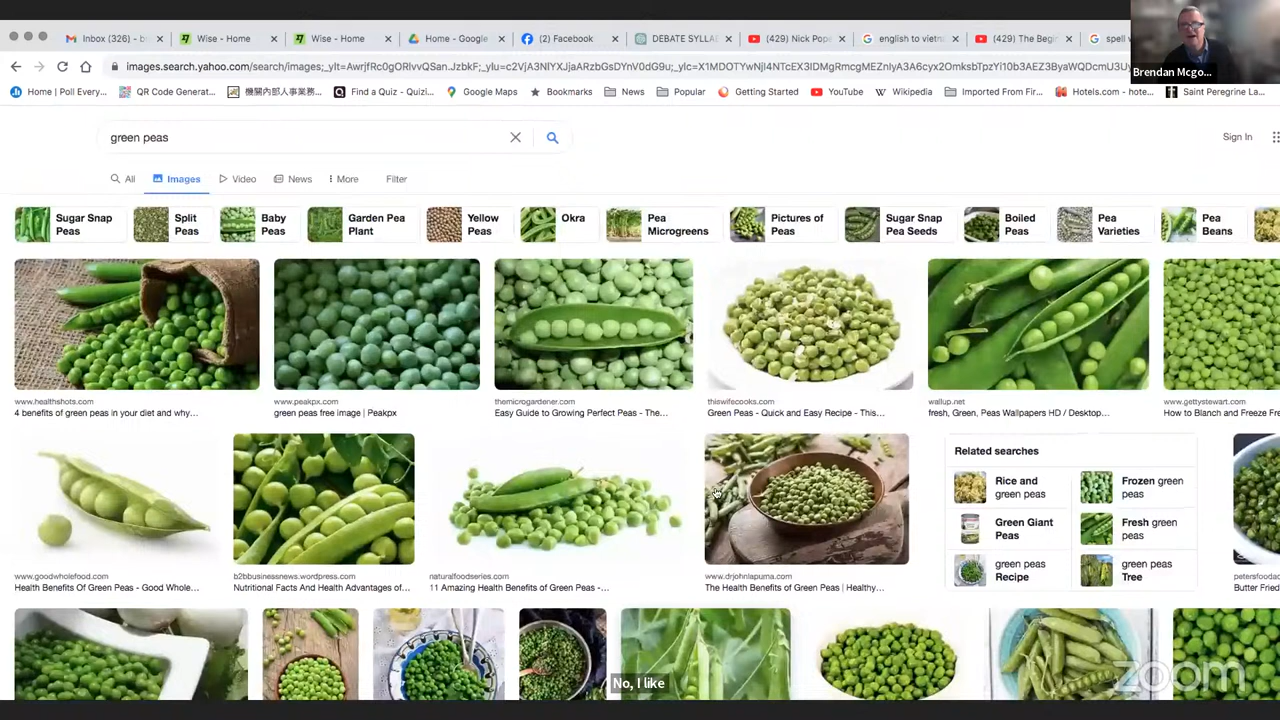 Inbox (326) - b
Wise - Home
Wise - Home
Home - Google
(2) Facebook
DEBATE SYLLA
(429) Nick Pop
english to vietn
(429) The Begi
spell v
images.search.yahoo.com/search/images;
Home | Poll Every...
QR Code Generat...
機關內部人事業務...
Find a Quiz - Quizi...
Google Maps
Bookmarks
News
Popular
Getting Started
YouTube
Wikipedia
Imported From Fir...
Hotels.com - hote...
Saint Peregrine La...
Brendan Mcgo...
green peas
Sign In
All
Images
Video
News
More
Filter
Sugar Snap
Peas
Split
Peas
Baby
Peas
Garden Pea
Plant
Yellow
Peas
Okra
Pea
Microgreens
Pictures of
Peas
Sugar Snap
Pea Seeds
Boiled
Peas
Pea
Varieties
Pea
Beans
www.healthshots.com
4 benefits of green peas in your diet and why...
www.peakpx.com
green peas free image | Peakpx
themicrogardener.com
Easy Guide to Growing Perfect Peas - The...
thiswifecooks.com
Green Peas - Quick and Easy Recipe - This...
wallup.net
fresh, Green, Peas Wallpapers HD / Desktop...
www.gettystewart.com
How to Blanch and Freeze Fre
www.goodwholefood.com
Health Benefits Of Green Peas - Good Whole...
b2bbusinessnews.wordpress.com
Nutritional Facts And Health Advantages of...
naturalfoodseries.com
11 Amazing Health Benefits of Green Peas -...
www.drjohnlapuma.com
The Health Benefits of Green Peas | Healthy...
Related searches
Rice and
green peas
Frozen green
peas
Green Giant
Peas
Fresh green
peas
green peas
Recipe
green peas
Tree
petersfoodac
Butter Fried
No, I like
zoom